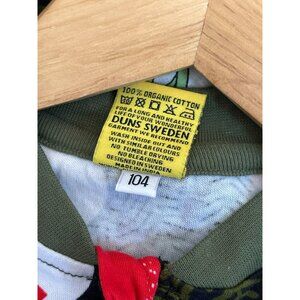 100% ORGANIC COTTON
FOR A LONG AND HEALTHY
LIFE OF YOUR WONDERFUL
GARMENT WE RECOMMEND
DUNS SWEDEN
WASH INSIDE OUT AND
WITH SIMILAR COLOURS
NO TUMBLE DRYING
NO BLEACHING
DESIGNED IN SWEDEN
MADE IN INDIA
104